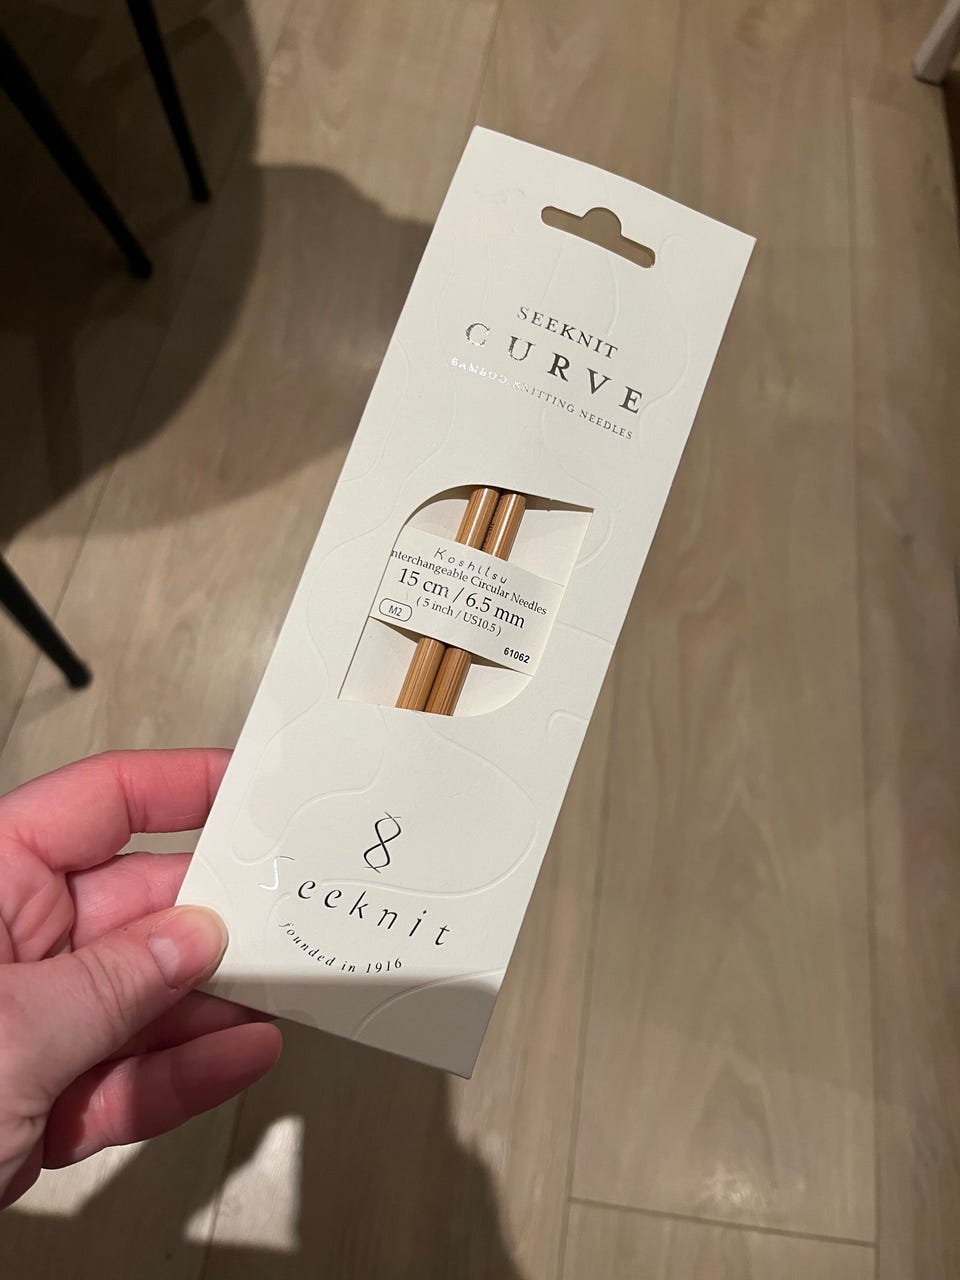 SEEKNIT
CURVE
BAMBOO KNITTING NEEDLES
Koshitsu
nterchangeable Circular Needles
15 cm / 6.5 mm
( 5 inch / US10.5 )
M2
61062
Seeknit
founded in 1916